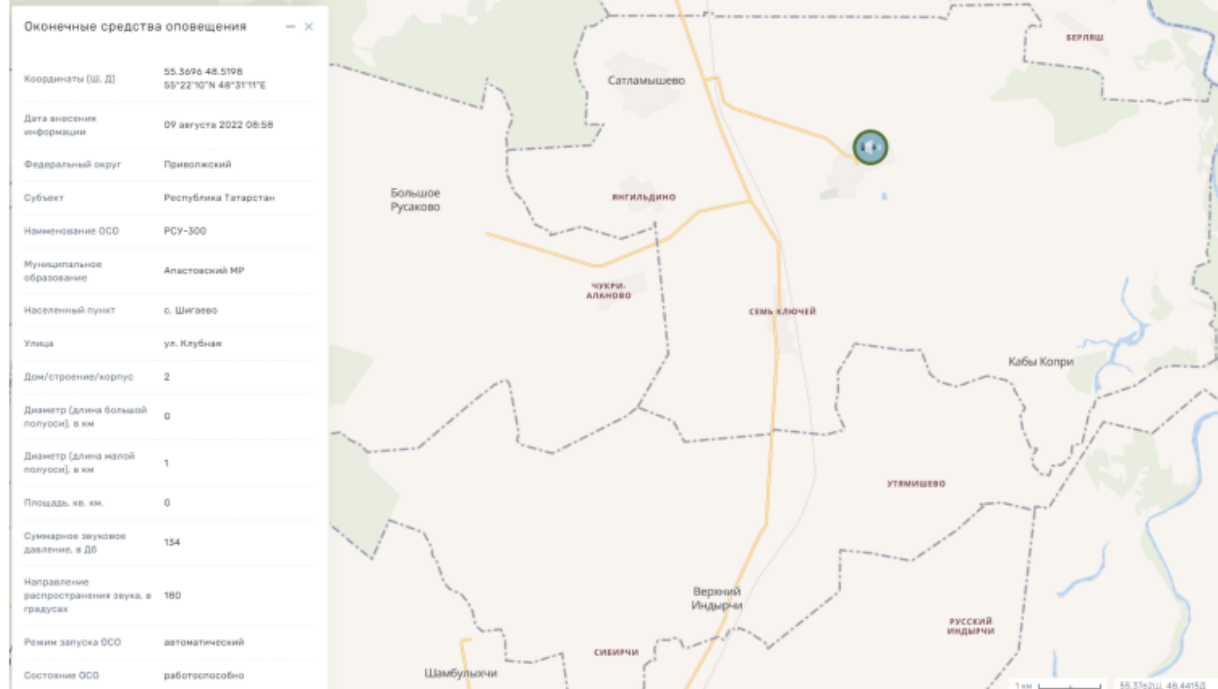 Оконечные средства оповещения
Координаты (Ш, Д)
55.3696 48.5198
55°22'10"N 48°31'11"E
Дата внесения
информации
09 августа 2022 08:58
Федеральный округ
Приволжский
Субъект
Республика Татарстан
Наименование ОСО
РСУ-300
Муниципальное
образование
Апастовский МР
Населенный пункт
с. Шигаево
Улица
ул. Клубная
Дом/строение/корпус
2
Диаметр (длина большой
полуоси), в км
0
Диаметр (длина малой
полуоси), в км
1
Площадь, кв. км.
0
Суммарное звуковое
давление, в Дб
134
Направление
распространения звука, в
градусах
180
Режим запуска ОСО
автоматический
Состояние ОСО
работоспособно
БЕРЛЯШ
Сатламышево
Большое
Русаково
ЯНГИЛЬДИНО
ЧУКРИ-
АЛАНОВО
СЕМЬ КЛЮЧЕЙ
Кабы Копри
УТЯМИШЕВО
Верхний
Индырчи
РУССКИЙ
ИНДЫРЧИ
СИБИРЧИ
Шамбулыхчи
1 км
55.3762Ш, 48.4415Д